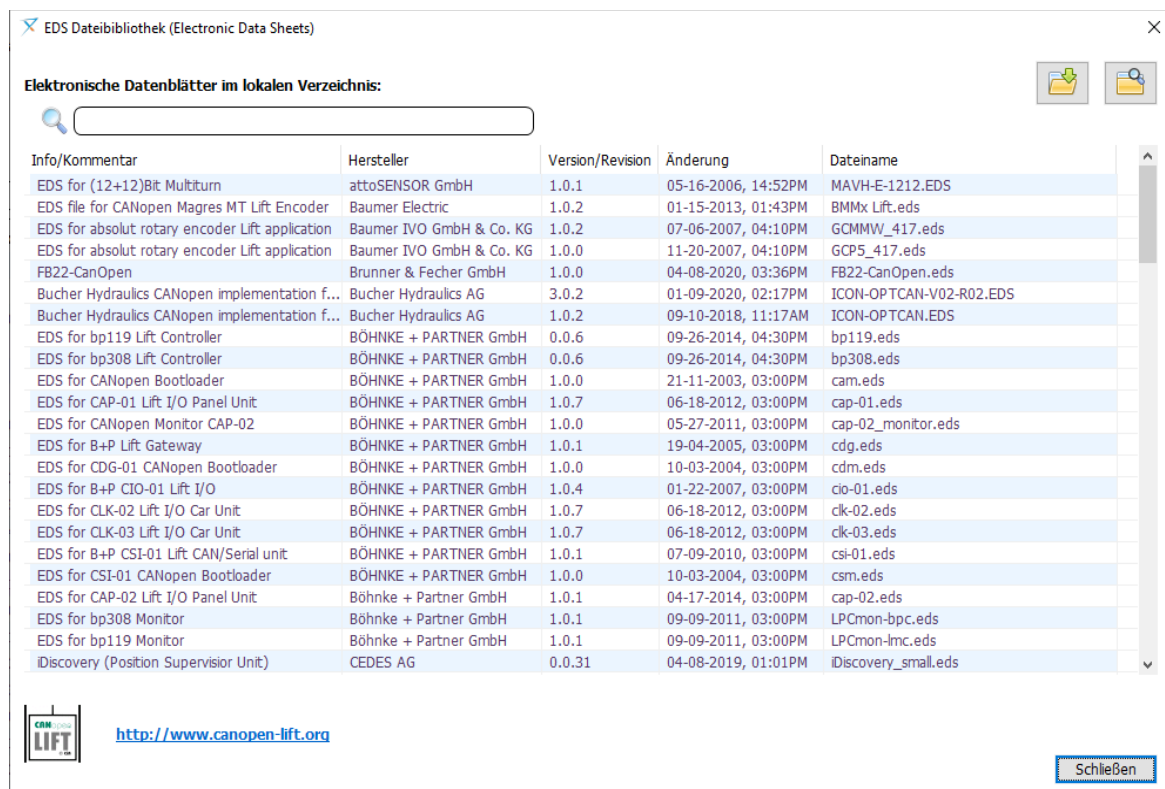 EDS Dateibibliothek (Electronic Data Sheets)
Elektronische Datenblätter im lokalen Verzeichnis:
Info/Kommentar Hersteller Version/Revision Änderung Dateiname
EDS for (12+12)Bit Multiturn attoSENSOR GmbH 1.0.1 05-16-2006, 14:52PM MAVH-E-1212.EDS
EDS file for CANopen Magres MT Lift Encoder Baumer Electric 1.0.2 01-15-2013, 01:43PM BMMx Lift.eds
EDS for absolut rotary encoder Lift application Baumer IVO GmbH & Co. KG 1.0.2 07-06-2007, 04:10PM GCMMW_417.eds
EDS for absolut rotary encoder Lift application Baumer IVO GmbH & Co. KG 1.0.0 11-20-2007, 04:10PM GCP5_417.eds
FB22-CanOpen Brunner & Fecher GmbH 1.0.0 04-08-2020, 03:36PM FB22-CanOpen.eds
Bucher Hydraulics CANopen implementation f... Bucher Hydraulics AG 3.0.2 01-09-2020, 02:17PM ICON-OPTCAN-V02-R02.EDS
Bucher Hydraulics CANopen implementation f... Bucher Hydraulics AG 1.0.2 09-10-2018, 11:17AM ICON-OPTCAN.EDS
EDS for bp119 Lift Controller BÖHNKE + PARTNER GmbH 0.0.6 09-26-2014, 04:30PM bp119.eds
EDS for bp308 Lift Controller BÖHNKE + PARTNER GmbH 0.0.6 09-26-2014, 04:30PM bp308.eds
EDS for CANopen Bootloader BÖHNKE + PARTNER GmbH 1.0.0 21-11-2003, 03:00PM cam.eds
EDS for CAP-01 Lift I/O Panel Unit BÖHNKE + PARTNER GmbH 1.0.7 06-18-2012, 03:00PM cap-01.eds
EDS for CANopen Monitor CAP-02 BÖHNKE + PARTNER GmbH 1.0.0 05-27-2011, 03:00PM cap-02_monitor.eds
EDS for B+P Lift Gateway BÖHNKE + PARTNER GmbH 1.0.1 19-04-2005, 03:00PM cdg.eds
EDS for CDG-01 CANopen Bootloader BÖHNKE + PARTNER GmbH 1.0.0 10-03-2004, 03:00PM cdm.eds
EDS for B+P CIO-01 Lift I/O BÖHNKE + PARTNER GmbH 1.0.4 01-22-2007, 03:00PM cio-01.eds
EDS for CLK-02 Lift I/O Car Unit BÖHNKE + PARTNER GmbH 1.0.7 06-18-2012, 03:00PM clk-02.eds
EDS for CLK-03 Lift I/O Car Unit BÖHNKE + PARTNER GmbH 1.0.7 06-18-2012, 03:00PM clk-03.eds
EDS for B+P CSI-01 Lift CAN/Serial unit BÖHNKE + PARTNER GmbH 1.0.1 07-09-2010, 03:00PM csi-01.eds
EDS for CSI-01 CANopen Bootloader BÖHNKE + PARTNER GmbH 1.0.0 10-03-2004, 03:00PM csm.eds
EDS for CAP-02 Lift I/O Panel Unit Böhnke + Partner GmbH 1.0.1 04-17-2014, 03:00PM cap-02.eds
EDS for bp308 Monitor Böhnke + Partner GmbH 1.0.1 09-09-2011, 03:00PM LPCmon-bpc.eds
EDS for bp119 Monitor Böhnke + Partner GmbH 1.0.1 09-09-2011, 03:00PM LPCmon-lmc.eds
iDiscovery (Position Supervisior Unit) CEDES AG 0.0.31 04-08-2019, 01:01PM iDiscovery_small.eds
CANopen
LIFT
http://www.canopen-lift.org
Schließen